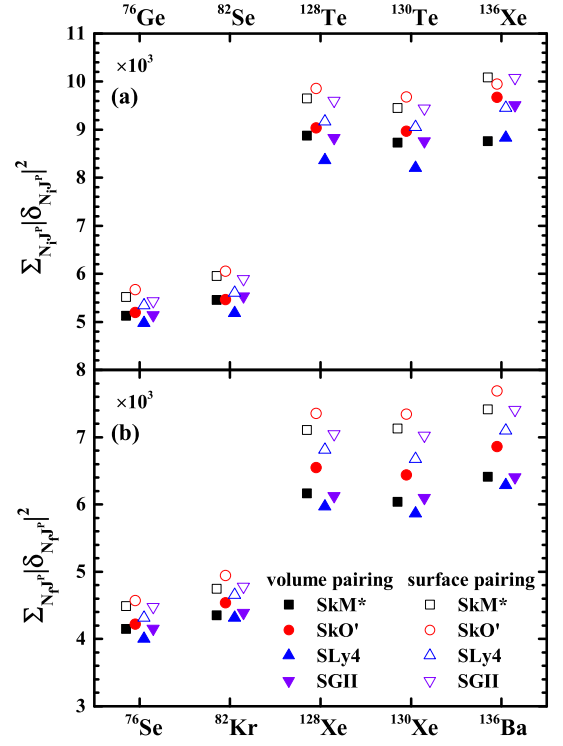 ⁷⁶Ge ⁸²Se ¹²⁸Te ¹³⁰Te ¹³⁶Xe
×10³
(a)
11
10
9
8
7
6
5
Σ_{N_iJ^P}|δ_{N_iJ^P}|²
8
×10³
(b)
7
6
5
4
3
Σ_{N_fJ^P}|δ_{N_fJ^P}|²
volume pairing surface pairing
SkM* SkM*
SkO' SkO'
SLy4 SLy4
SGII SGII
⁷⁶Se ⁸²Kr ¹²⁸Xe ¹³⁰Xe ¹³⁶Ba